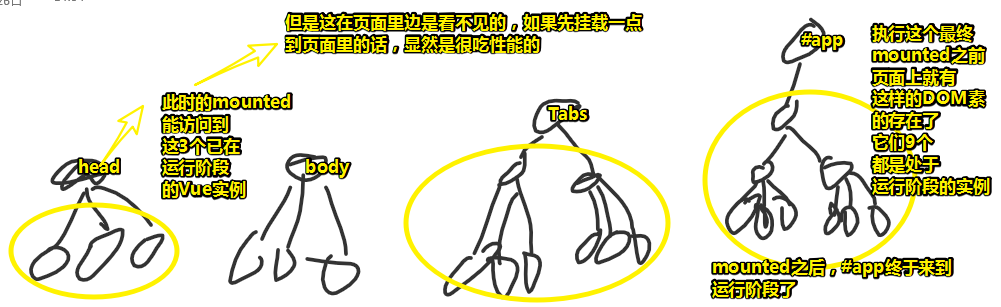 但是这在页面里边是看不见的，如果先挂载一点
到页面里的话，显然是很吃性能的
此时的mounted
能访问到
这3个已在
运行阶段
的Vue实例
head
body
Tabs
#app
执行这个最终
mounted之前
页面上就有
这样的DOM素
的存在了
它们9个
都是处于
运行阶段的实例
mounted之后，#app终于来到
运行阶段了